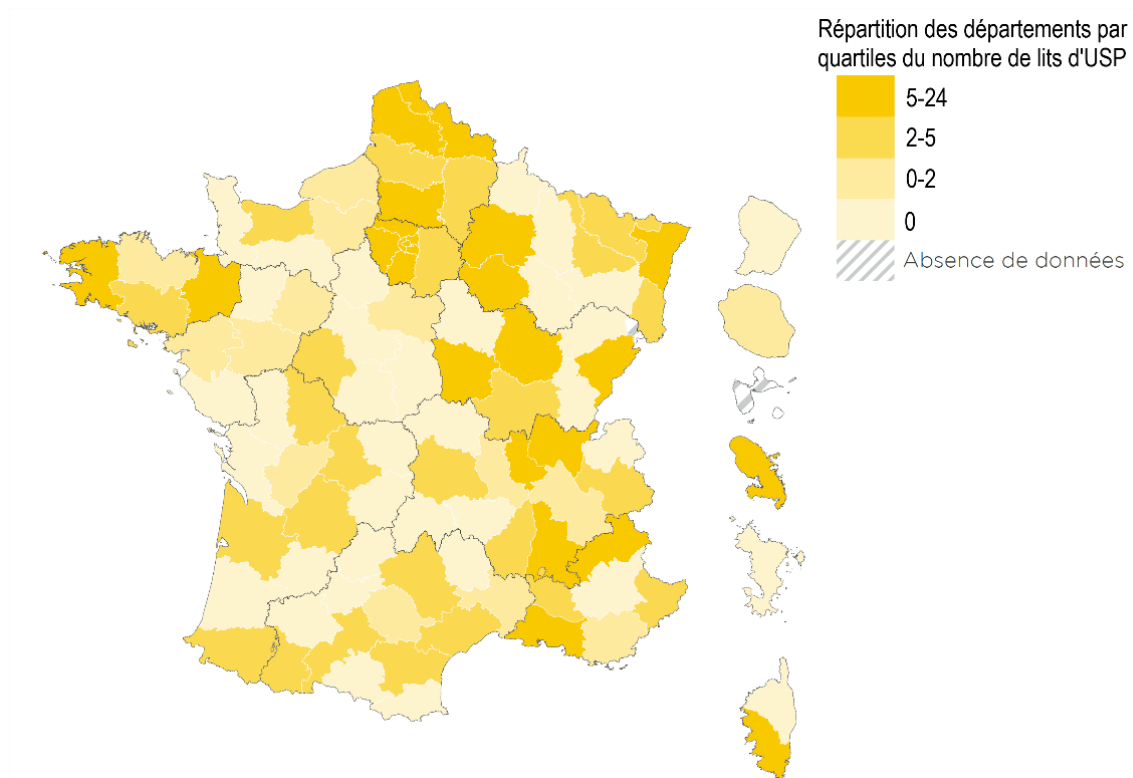 Répartition des départements par
quartiles du nombre de lits d'USP
5-24
2-5
0-2
0
Absence de données